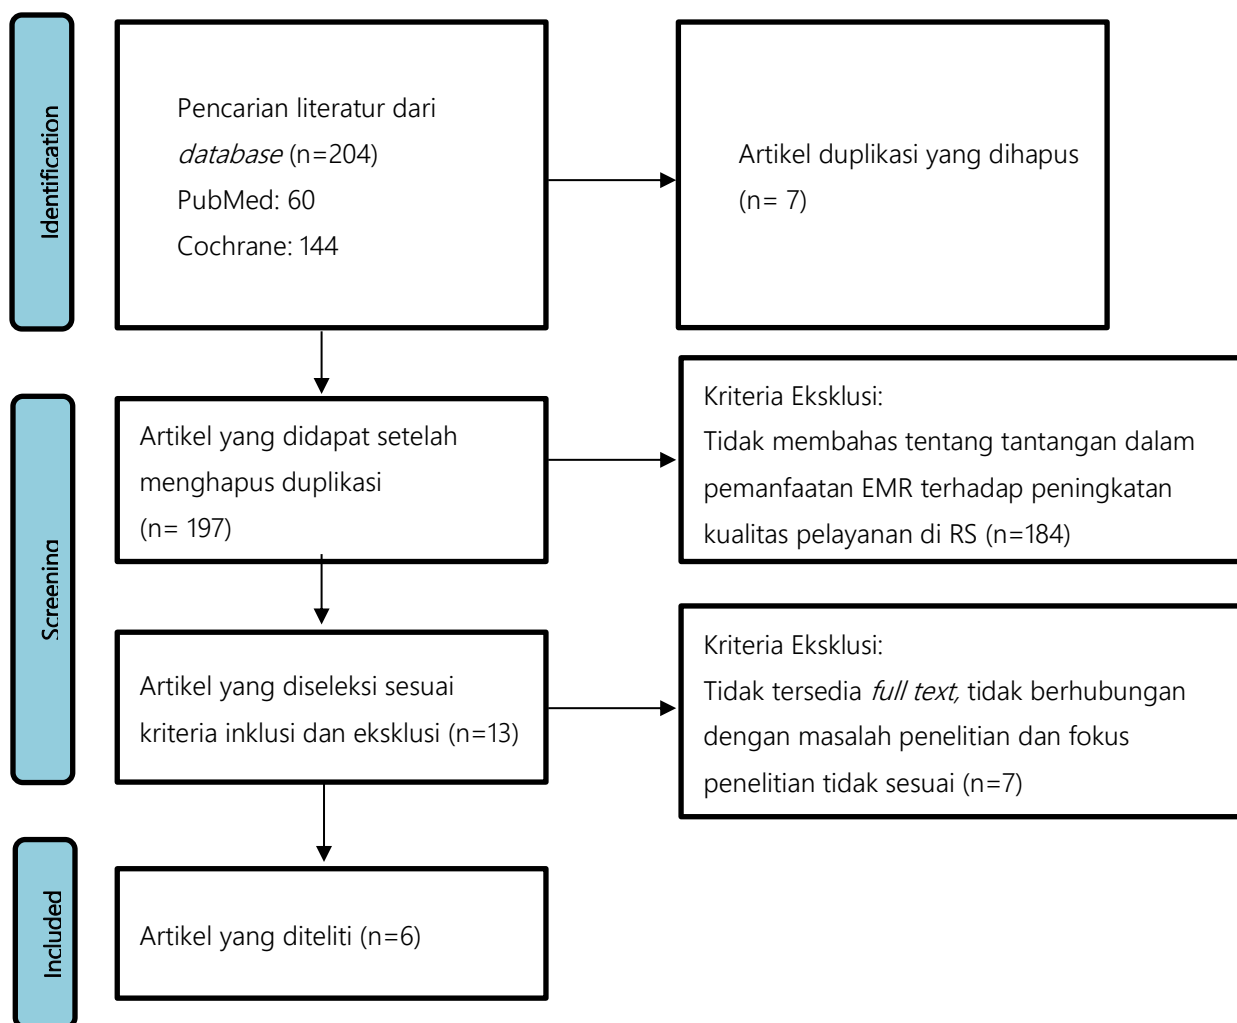 Identification
Pencarian literatur dari
database (n=204)
PubMed: 60
Cochrane: 144
Artikel duplikasi yang dihapus
(n= 7)
Screening
Artikel yang didapat setelah
menghapus duplikasi
(n= 197)
Kriteria Eksklusi:
Tidak membahas tentang tantangan dalam
pemanfaatan EMR terhadap peningkatan
kualitas pelayanan di RS (n=184)
Artikel yang diseleksi sesuai
kriteria inklusi dan eksklusi (n=13)
Kriteria Eksklusi:
Tidak tersedia full text, tidak berhubungan
dengan masalah penelitian dan fokus
penelitian tidak sesuai (n=7)
Included
Artikel yang diteliti (n=6)